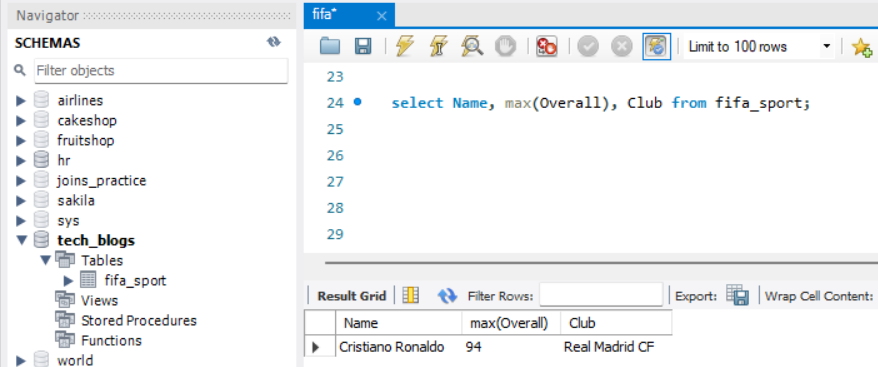 Navigator
SCHEMAS
Filter objects
airlines
cakeshop
fruitshop
hr
joins_practice
sakila
sys
tech_blogs
Tables
fifa_sport
Views
Stored Procedures
Functions
world
fifa*
Limit to 100 rows
23
24 select Name, max(Overall), Club from fifa_sport;
25
26
27
28
29
Result Grid Filter Rows: Export: Wrap Cell Content:
Name max(Overall) Club
Cristiano Ronaldo 94 Real Madrid CF